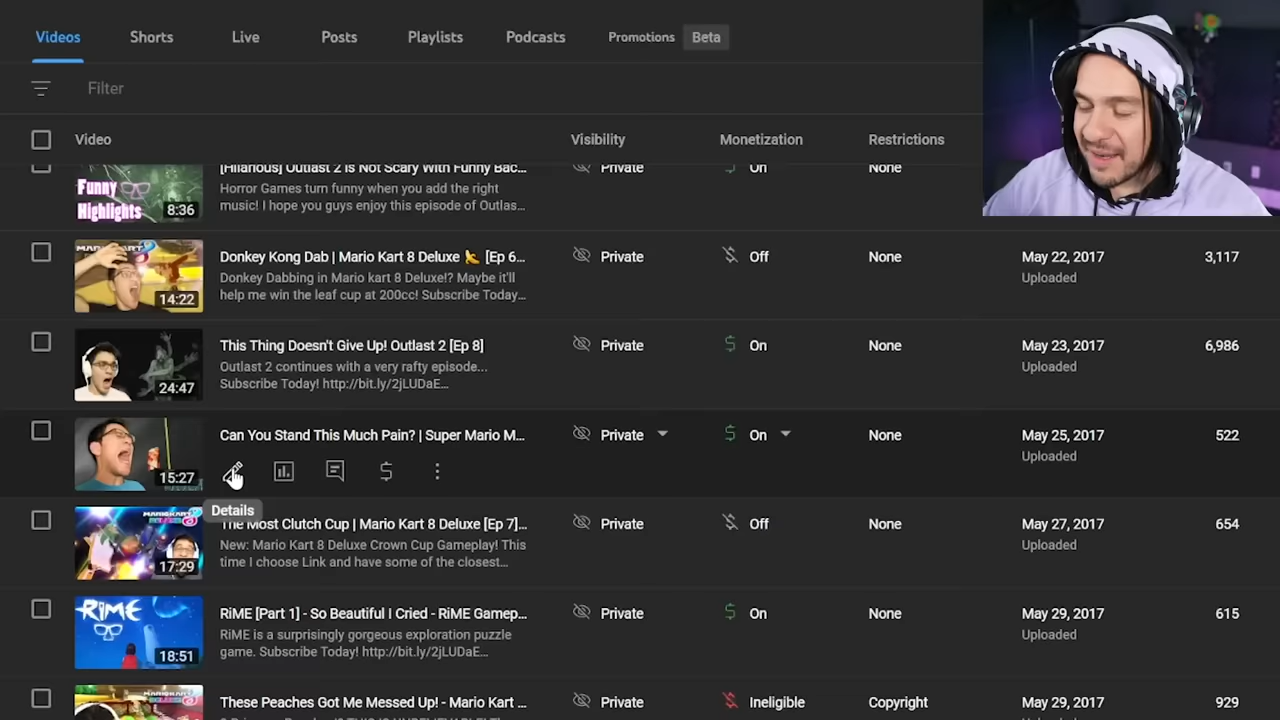 Videos Shorts Live Posts Playlists Podcasts Promotions Beta
Filter
Video Visibility Monetization Restrictions
Funny Highlights 8:36
[Hilarious] Outlast 2 Is Not Scary With Funny Bac... Private On None
Horror Games turn funny when you add the right
music! I hope you guys enjoy this episode of Outlas...
14:22
Donkey Kong Dab | Mario Kart 8 Deluxe 🍌 [Ep 6... Private Off None May 22, 2017 3,117
Donkey Dabbing in Mario kart 8 Deluxe!? Maybe it'll Uploaded
help me win the leaf cup at 200cc! Subscribe Today...
24:47
This Thing Doesn't Give Up! Outlast 2 [Ep 8] Private On None May 23, 2017 6,986
Outlast 2 continues with a very rafty episode... Uploaded
Subscribe Today! http://bit.ly/2jLUDaE...
15:27
Can You Stand This Much Pain? | Super Mario M... Private On None May 25, 2017 522
Uploaded
Details
17:29
The Most Clutch Cup | Mario Kart 8 Deluxe [Ep 7]... Private Off None May 27, 2017 654
New: Mario Kart 8 Deluxe Crown Cup Gameplay! This Uploaded
time I choose Link and have some of the closest...
RiME 18:51
RiME [Part 1] - So Beautiful I Cried - RiME Gamep... Private On None May 29, 2017 615
RiME is a surprisingly gorgeous exploration puzzle Uploaded
game. Subscribe Today! http://bit.ly/2jLUDaE...
These Peaches Got Me Messed Up! - Mario Kart ... Private Ineligible Copyright May 29, 2017 929